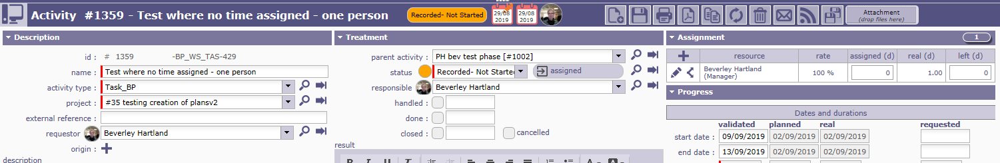 Activity #1359 - Test where no time assigned - one person
Recorded- Not Started
29/08
2019
29/08
2019
Attachment
(drop files here)
Description
id : # 1359 -BP_WS_TAS-429
name : Test where no time assigned - one person
activity type : Task_BP
project : #35 testing creation of plansv2
external reference :
requestor Beverley Hartland
origin :
description
Treatment
parent activity : PH bev test phase [#1002]
status Recorded- Not Started assigned
responsible Beverley Hartland
handled :
done :
closed : cancelled
result
B I U T
Assignment 1
resource rate assigned (d) real (d) left (d)
Beverley Hartland
(Manager) 100 % 0 1.00 0
Progress
Dates and durations
validated planned real requested
start date : 09/09/2019 02/09/2019 02/09/2019
end date : 13/09/2019 02/09/2019 02/09/2019